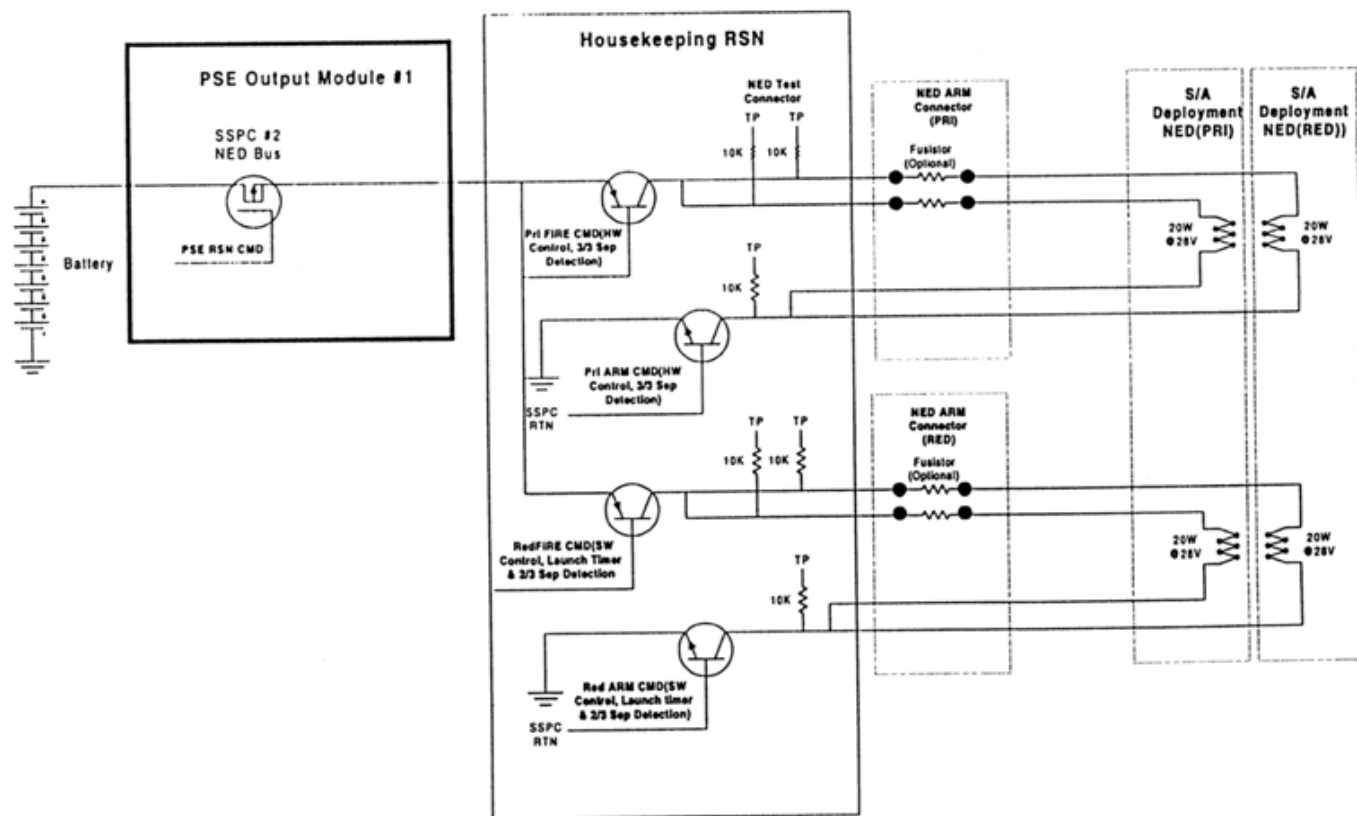 Housekeeping RSN
PSE Output Module #1
SSPC #2
NED Bus
PSE RSN CMD
Battery
NED Test
Connector
TP
TP
10K
10K
Pri FIRE CMD(HW
Control, 3/3 Sep
Detection)
TP
10K
Pri ARM CMD(HW
Control, 3/3 Sep
Detection)
SSPC
RTN
TP
TP
10K
10K
RedFIRE CMD(SW
Control, Launch Timer
& 2/3 Sep Detection
TP
10K
Red ARM CMD(SW
Control, Launch timer
& 2/3 Sep Detection)
SSPC
RTN
NED ARM
Connector
(PRI)
Fusistor
(Optional)
NED ARM
Connector
(RED)
Fusistor
(Optional)
S/A
Deployment
NED(PRI)
S/A
Deployment
NED(RED))
20W
@28V
20W
@28V
20W
@28V
20W
@28V